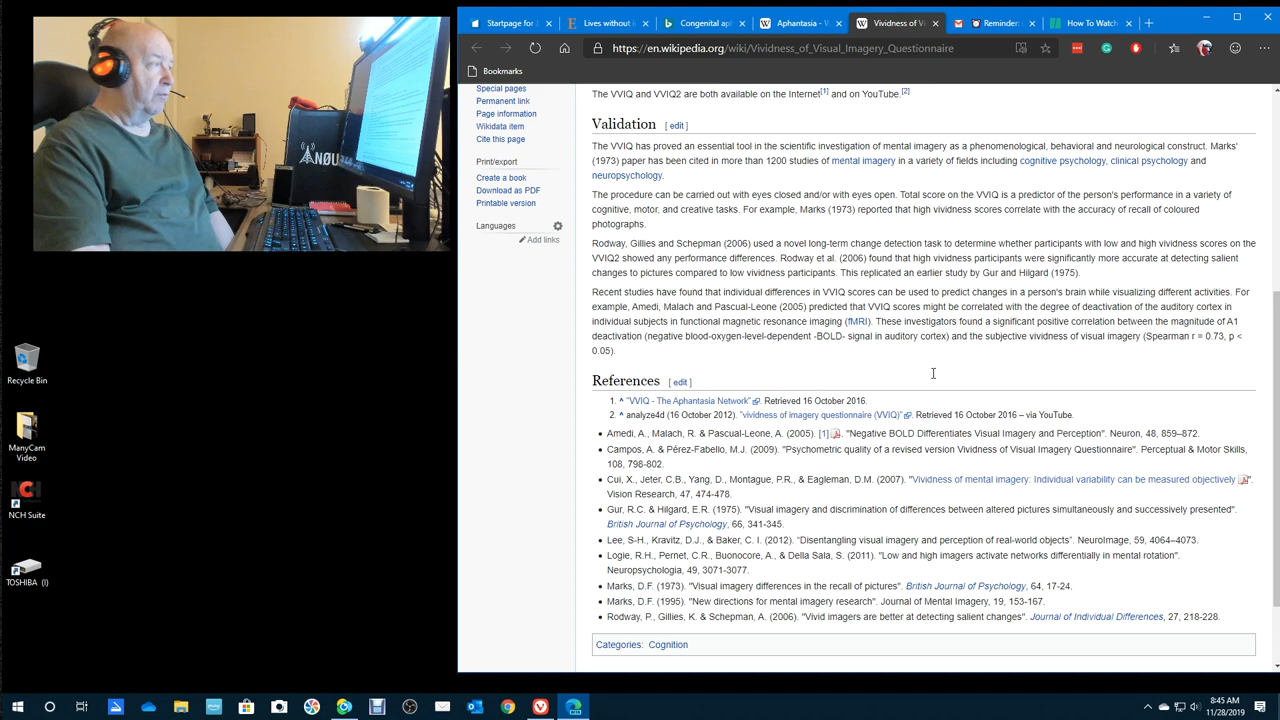 Startpage for
Lives without i
Congenital ap
Aphantasia - W
Vividness of Vi
Reminder:
How To Watch
https://en.wikipedia.org/wiki/Vividness_of_Visual_Imagery_Questionnaire
Bookmarks
Special pages
Permanent link
Page information
Wikidata item
Cite this page
Print/export
Create a book
Download as PDF
Printable version
Languages
Add links
The VVIQ and VVIQ2 are both available on the Internet[1] and on YouTube.[2]
Validation [ edit ]
The VVIQ has proved an essential tool in the scientific investigation of mental imagery as a phenomenological, behavioral and neurological construct. Marks'
(1973) paper has been cited in more than 1200 studies of mental imagery in a variety of fields including cognitive psychology, clinical psychology and
neuropsychology.
The procedure can be carried out with eyes closed and/or with eyes open. Total score on the VVIQ is a predictor of the person's performance in a variety of
cognitive, motor, and creative tasks. For example, Marks (1973) reported that high vividness scores correlate with the accuracy of recall of coloured
photographs.
Rodway, Gillies and Schepman (2006) used a novel long-term change detection task to determine whether participants with low and high vividness scores on the
VVIQ2 showed any performance differences. Rodway et al. (2006) found that high vividness participants were significantly more accurate at detecting salient
changes to pictures compared to low vividness participants. This replicated an earlier study by Gur and Hilgard (1975).
Recent studies have found that individual differences in VVIQ scores can be used to predict changes in a person's brain while visualizing different activities. For
example, Amedi, Malach and Pascual-Leone (2005) predicted that VVIQ scores might be correlated with the degree of deactivation of the auditory cortex in
individual subjects in functional magnetic resonance imaging (fMRI). These investigators found a significant positive correlation between the magnitude of A1
deactivation (negative blood-oxygen-level-dependent -BOLD- signal in auditory cortex) and the subjective vividness of visual imagery (Spearman r = 0.73, p <
0.05).
References [ edit ]
1. ^ "VVIQ - The Aphantasia Network". Retrieved 16 October 2016.
2. ^ analyze4d (16 October 2012). "vividness of imagery questionnaire (VVIQ)". Retrieved 16 October 2016 – via YouTube.
• Amedi, A., Malach, R. & Pascual-Leone, A. (2005). [1]. "Negative BOLD Differentiates Visual Imagery and Perception". Neuron, 48, 859–872.
• Campos, A. & Pérez-Fabello, M.J. (2009). "Psychometric quality of a revised version Vividness of Visual Imagery Questionnaire". Perceptual & Motor Skills,
108, 798-802.
• Cui, X., Jeter, C.B., Yang, D., Montague, P.R., & Eagleman, D.M. (2007). "Vividness of mental imagery: Individual variability can be measured objectively".
Vision Research, 47, 474-478.
• Gur, R.C. & Hilgard, E.R. (1975). "Visual imagery and discrimination of differences between altered pictures simultaneously and successively presented".
British Journal of Psychology, 66, 341-345.
• Lee, S-H., Kravitz, D.J., & Baker, C. I. (2012). “Disentangling visual imagery and perception of real-world objects”. NeuroImage, 59, 4064–4073.
• Logie, R.H., Pernet, C.R., Buonocore, A., & Della Sala, S. (2011). "Low and high imagers activate networks differentially in mental rotation".
Neuropsychologia, 49, 3071-3077.
• Marks, D.F. (1973). "Visual imagery differences in the recall of pictures". British Journal of Psychology, 64, 17-24.
• Marks, D.F. (1995). "New directions for mental imagery research". Journal of Mental Imagery, 19, 153-167.
• Rodway, P., Gillies, K. & Schepman, A. (2006). "Vivid images are better at detecting salient changes". Journal of Individual Differences, 27, 218-228.
Categories: Cognition
Recycle Bin
ManyCam
Video
NCH Suite
TOSHIBA (I)
8:45 AM
11/28/2019